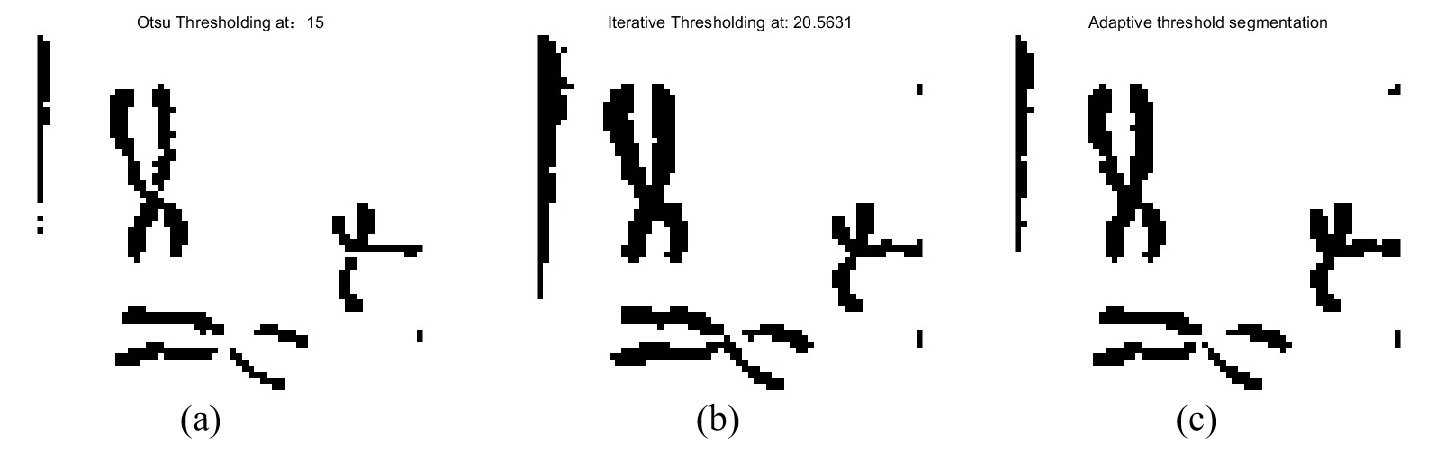 Otsu Thresholding at:  15
Iterative Thresholding at: 20.5631
Adaptive threshold segmentation
(a)
(b)
(c)